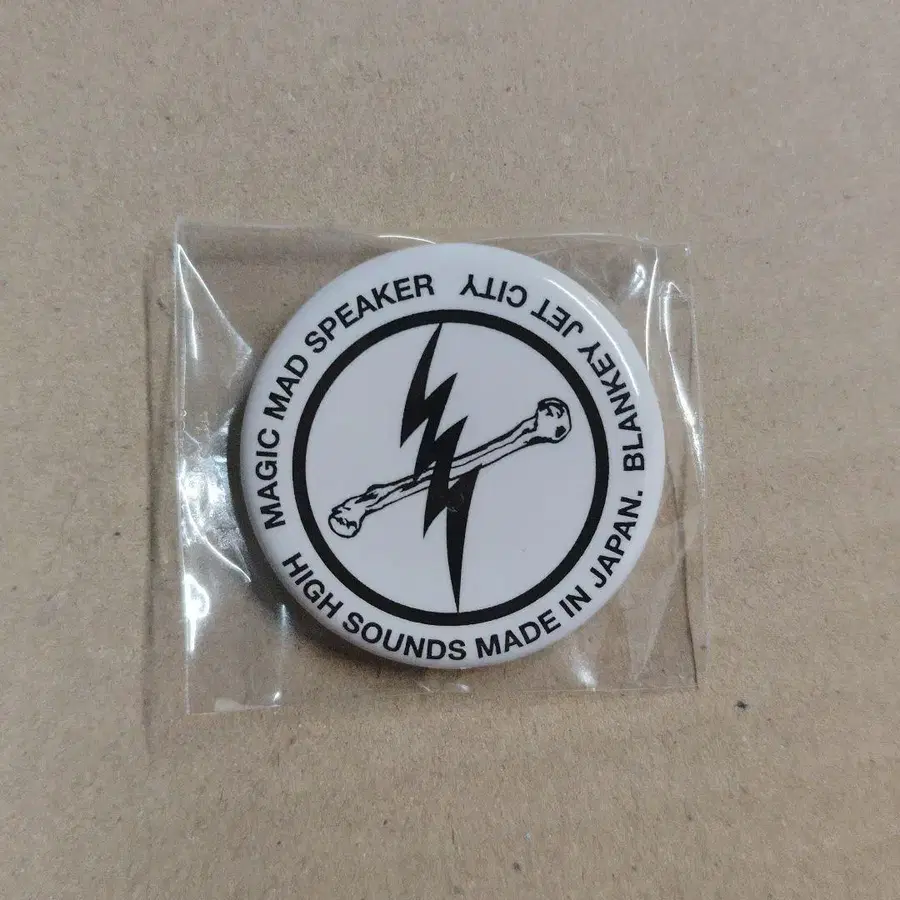 MAGIC MAD SPEAKER
BLANKEY JET CITY
HIGH SOUNDS MADE IN JAPAN.